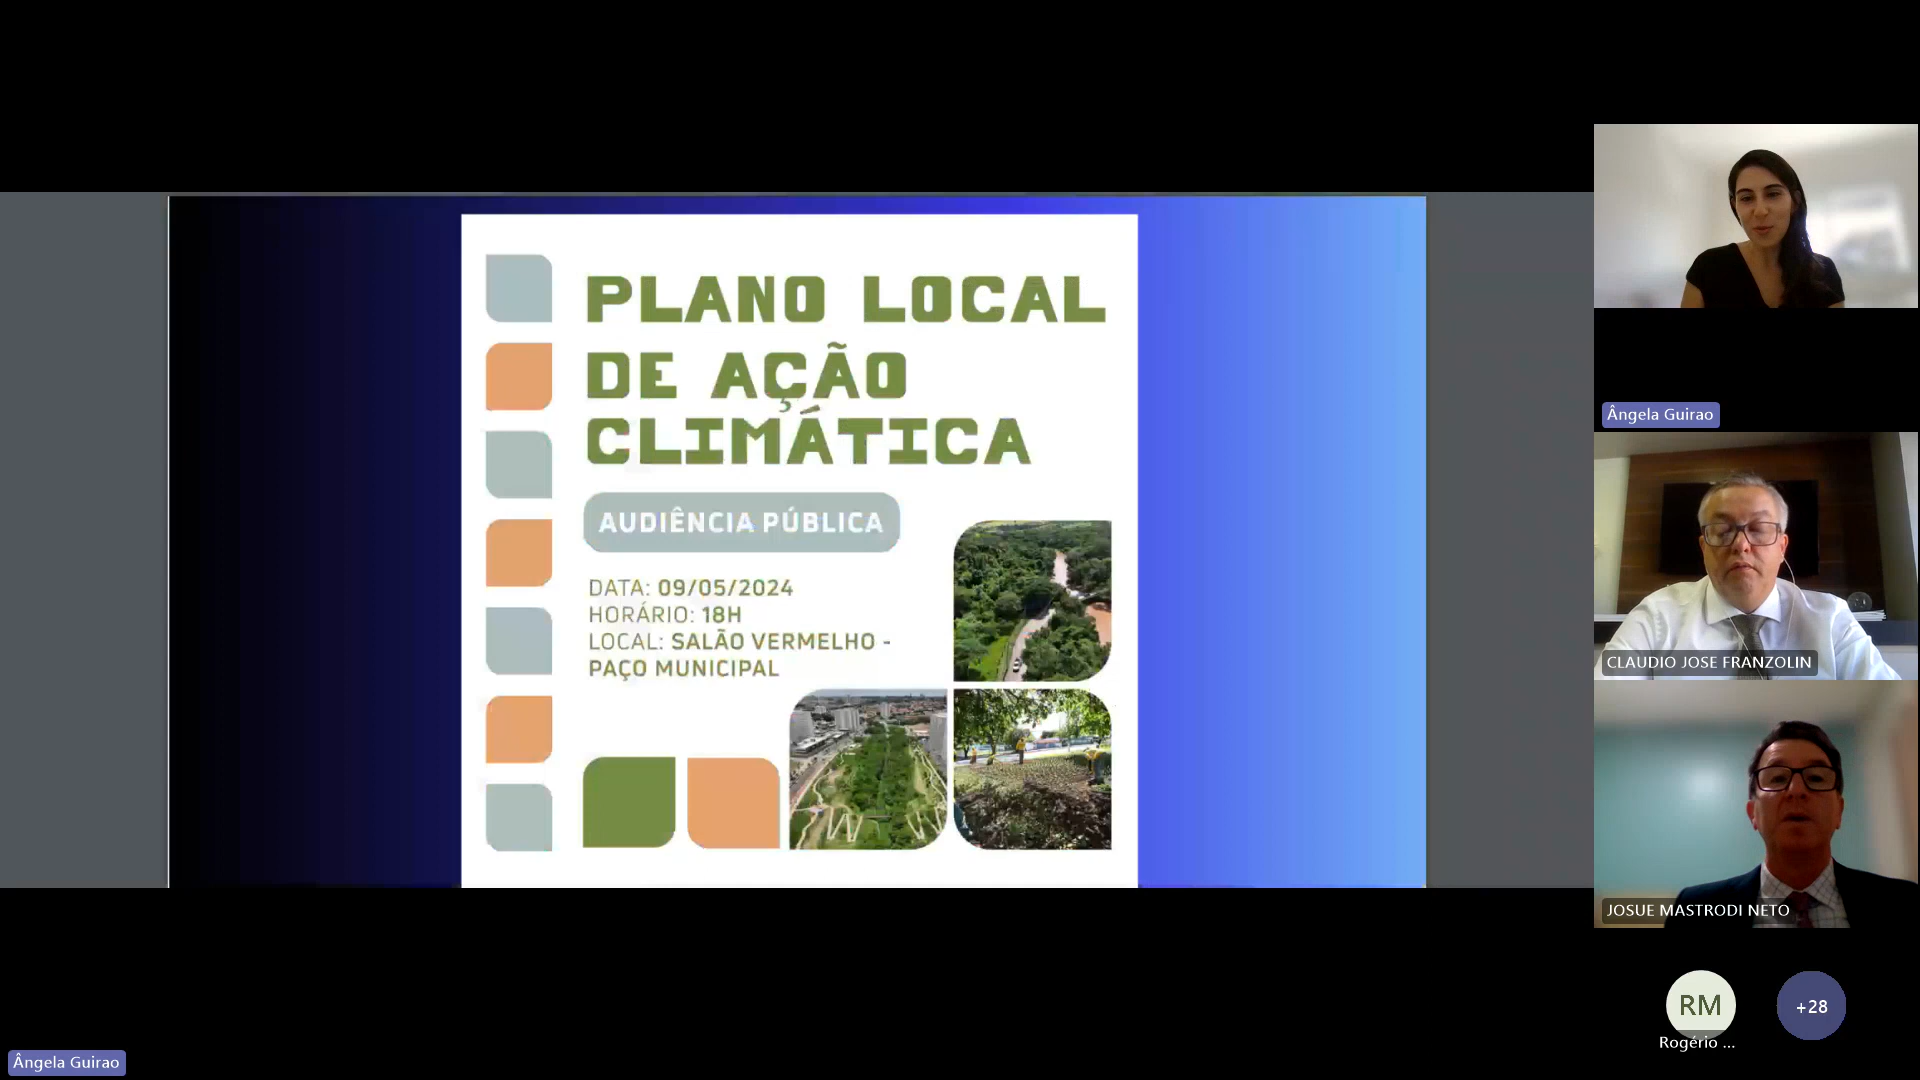 PLANO LOCAL
DE AÇÃO
CLIMÁTICA
AUDIÊNCIA PÚBLICA
DATA: 09/05/2024
HORÁRIO: 18H
LOCAL: SALÃO VERMELHO -
PAÇO MUNICIPAL
Ângela Guirao
CLAUDIO JOSE FRANZOLIN
JOSUE MASTRODI NETO
RM
+28
Rogério ...
Ângela Guirao